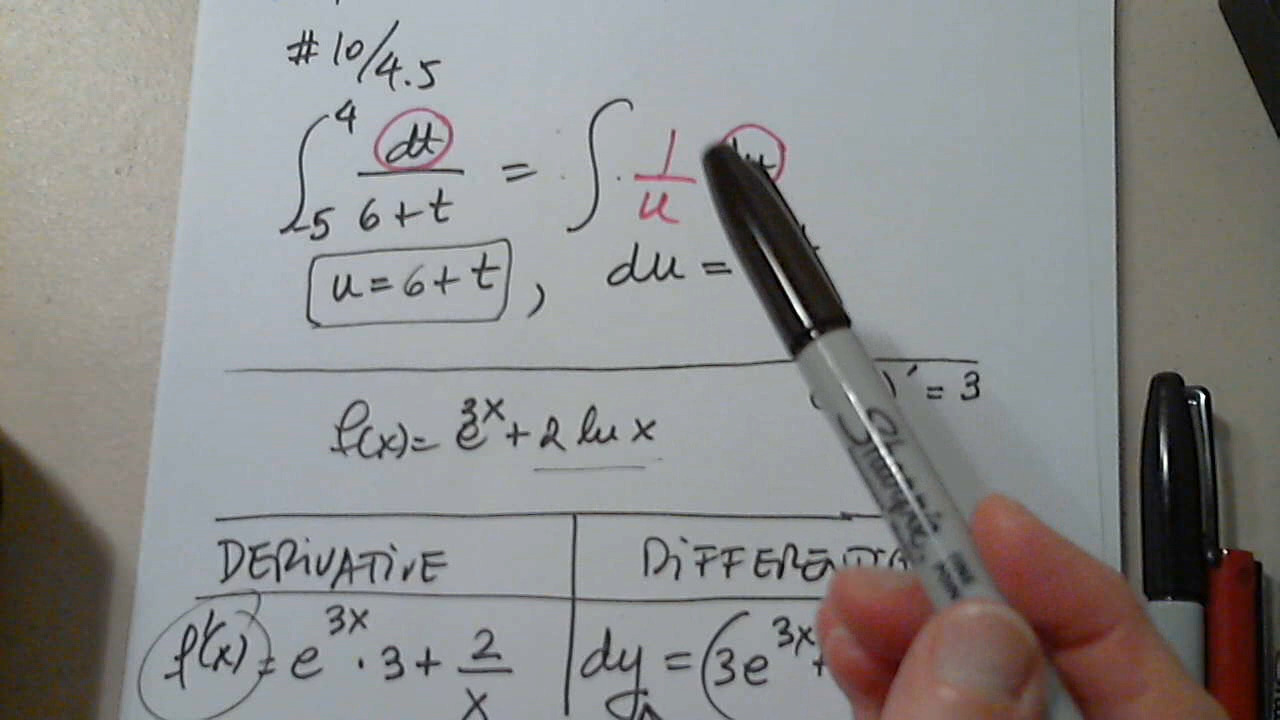 #10/4.5
∫₋₅⁴ dt/(6+t) = ∫ 1/u du
u = 6+t, du =
)′ = 3
f(x) = e^{3x} + 2 ln x
DERIVATIVE
f′(x) = e^{3x} · 3 + 2/x
dy = (3e^{3x} +
Sharpie